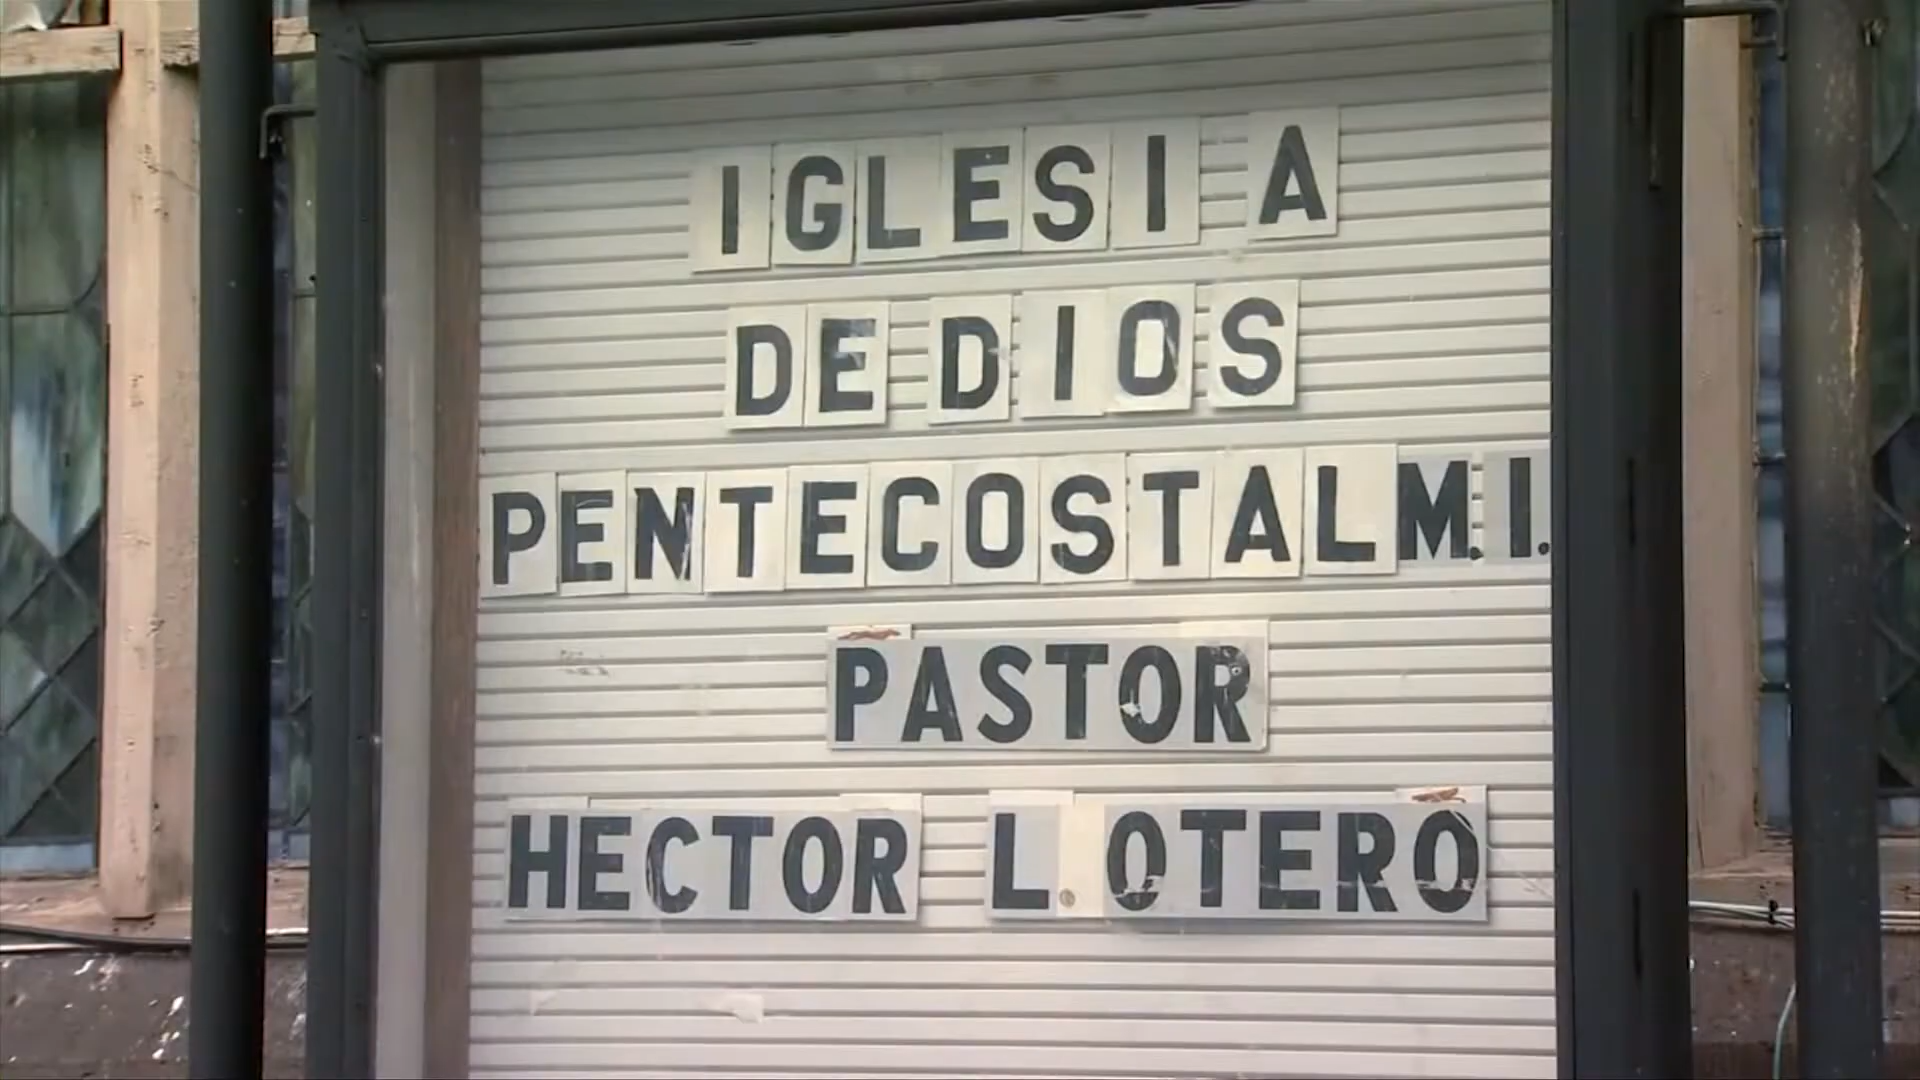 IGLESIA
DE DIOS
PENTECOSTAL M.I.
PASTOR
HECTOR L. OTERO